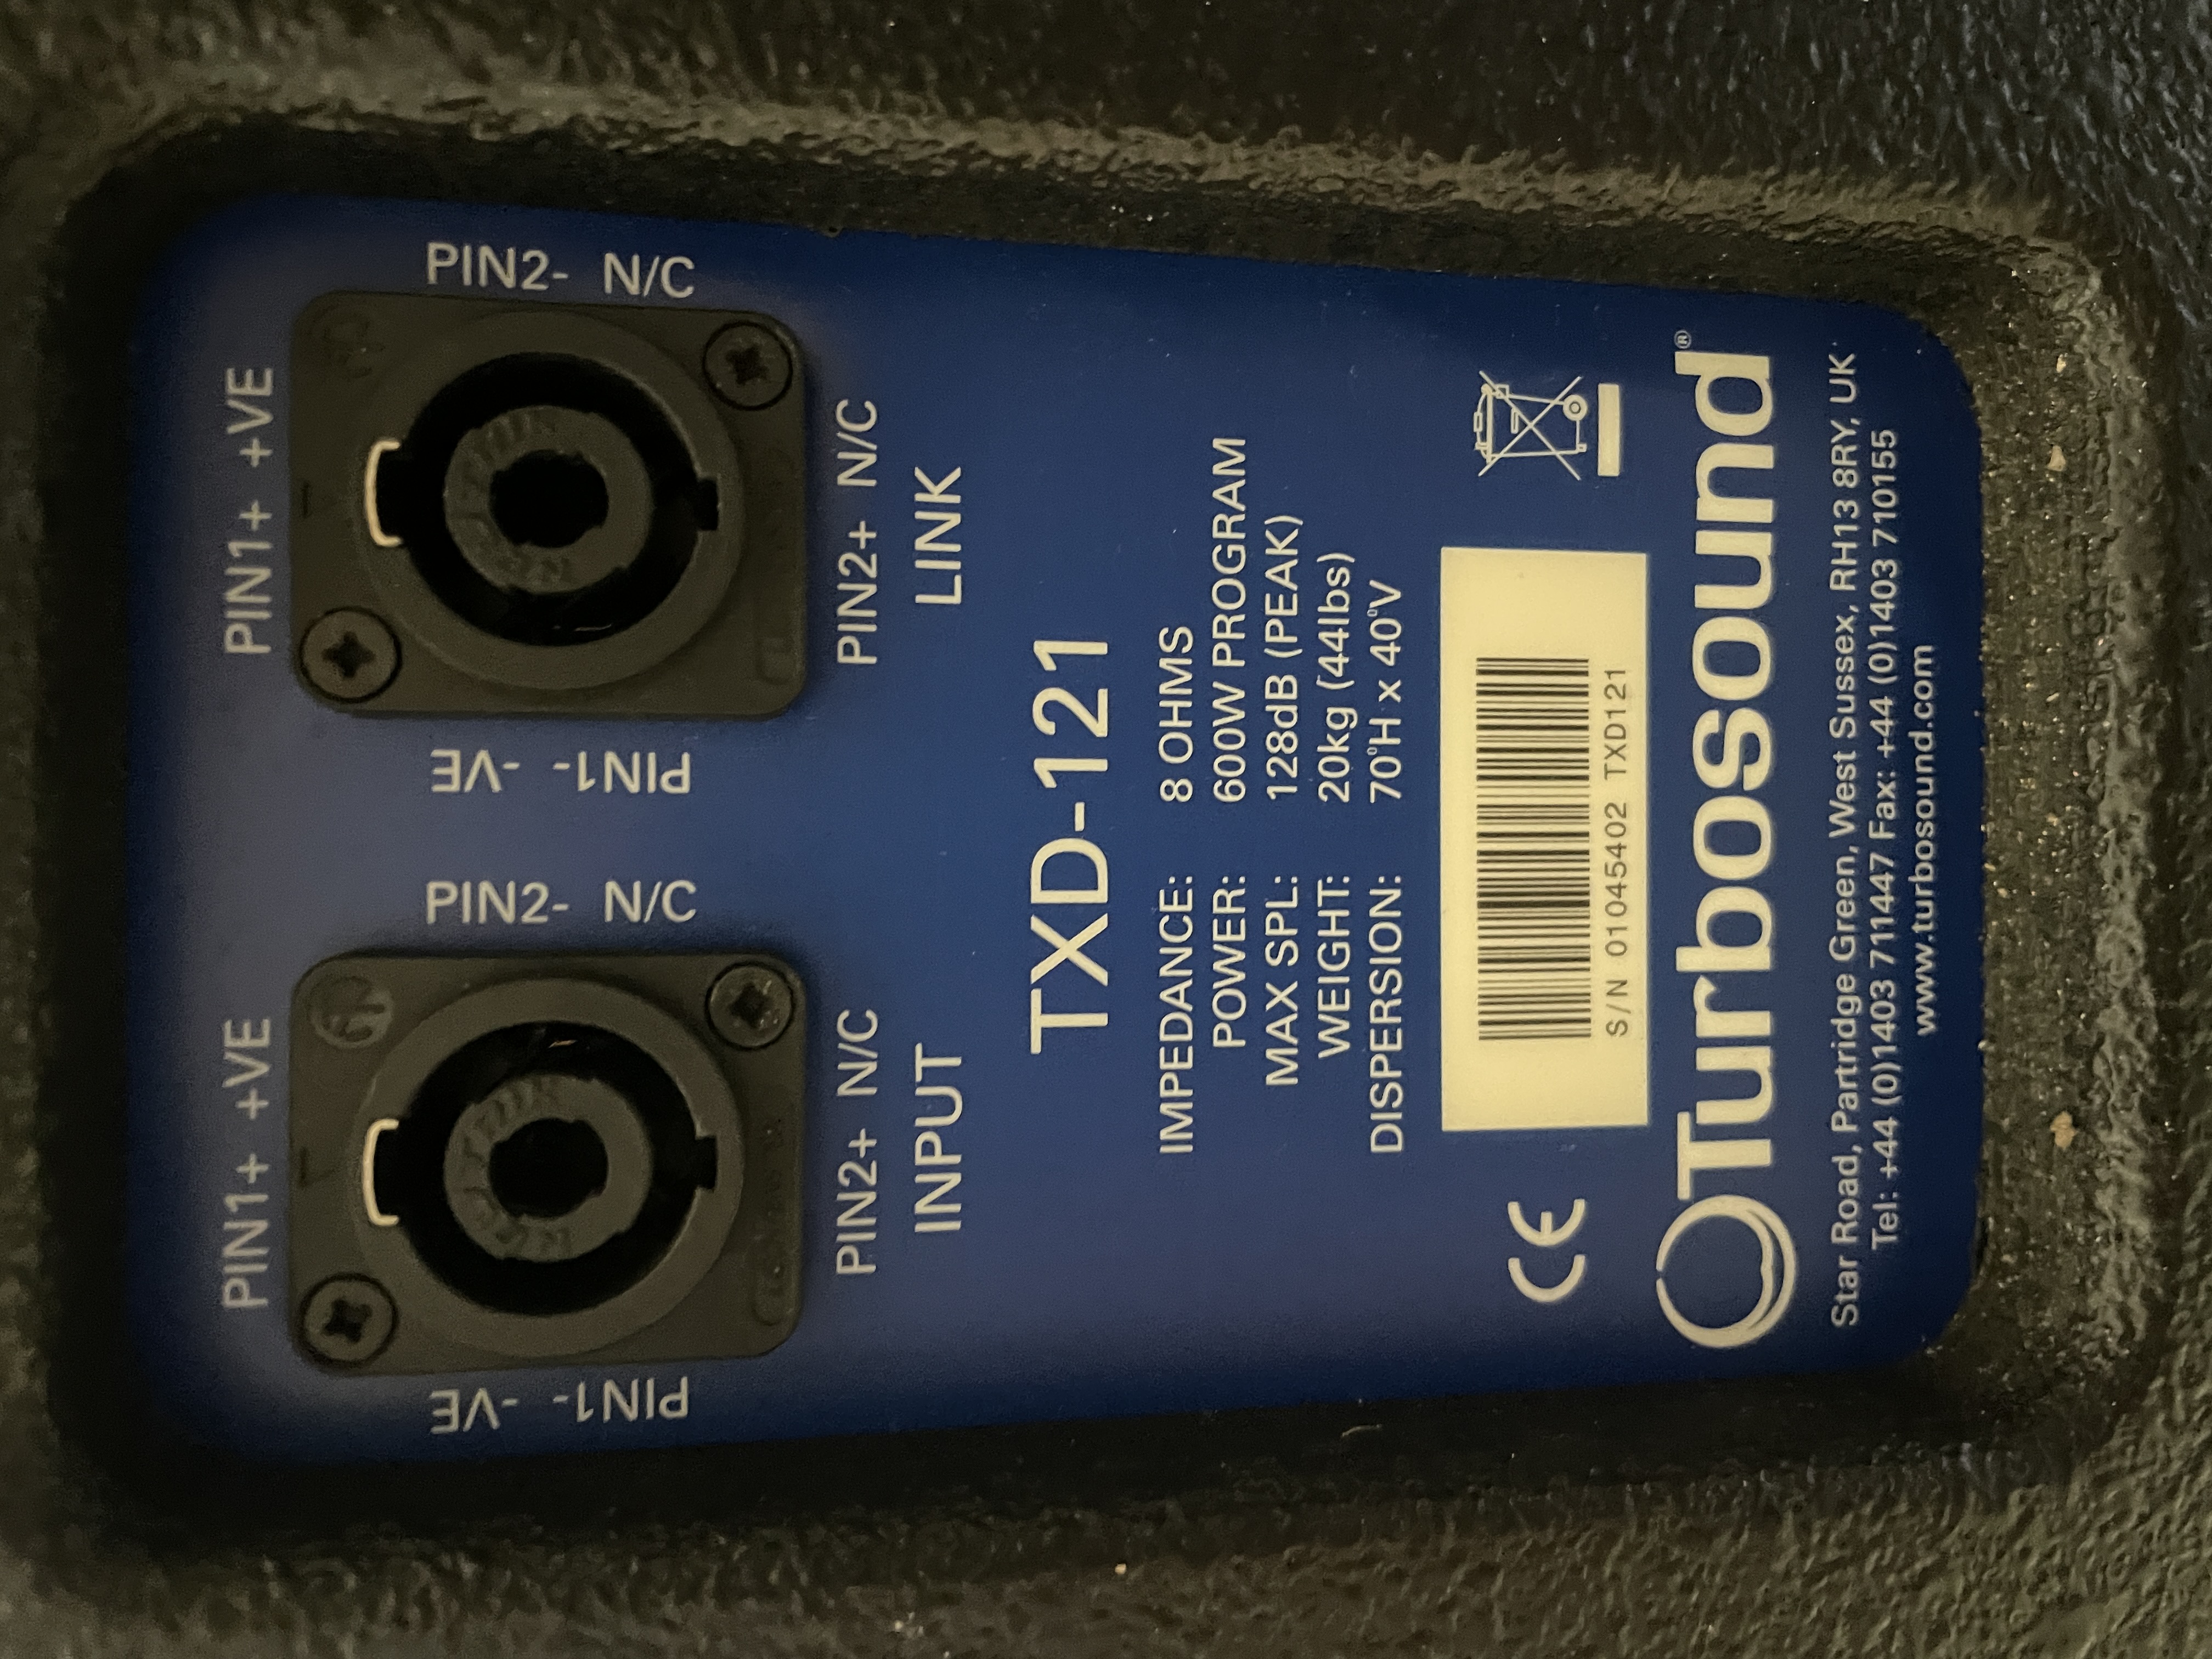 PIN1+ +VE
PIN1+ +VE
PIN1- -VE
PIN2- N/C
PIN1- -VE
PIN2- N/C
PIN2+ N/C
PIN2+ N/C
INPUT
LINK
TXD-121
IMPEDANCE: 8 OHMS
POWER: 600W PROGRAM
MAX SPL: 128dB (PEAK)
WEIGHT: 20kg (44lbs)
DISPERSION: 70°H x 40°V
CE
S/N 01045402 TXD121
Turbosound®
Star Road, Partridge Green, West Sussex, RH13 8RY, UK
Tel: +44 (0)1403 711447 Fax: +44 (0)1403 710155
www.turbosound.com